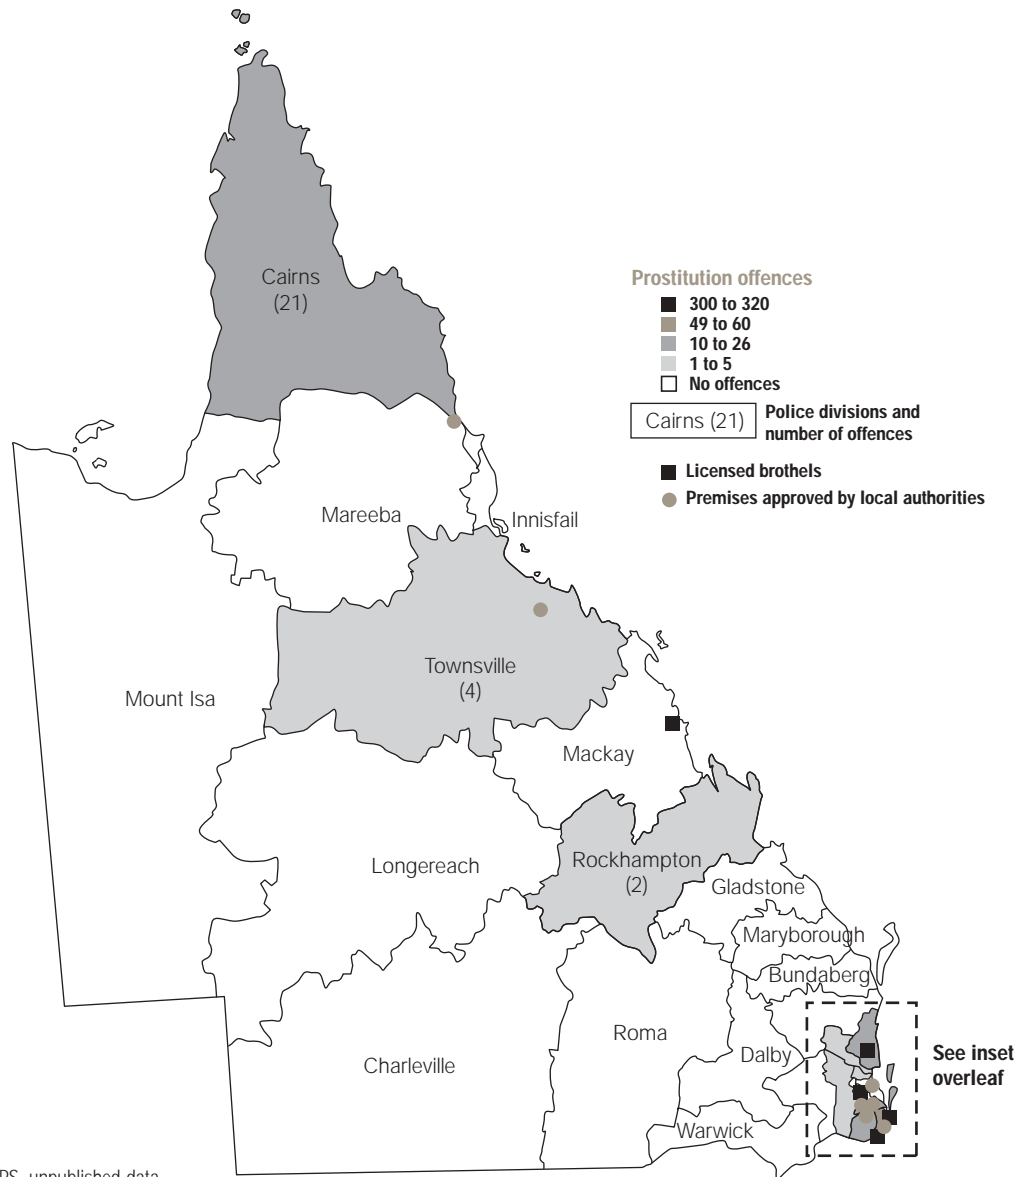 Cairns
(21)
Prostitution offences
300 to 320
49 to 60
10 to 26
1 to 5
No offences
Cairns (21)
Police divisions and
number of offences
Licensed brothels
Premises approved by local authorities
Mareeba
Innisfail
Townsville
(4)
Mount Isa
Mackay
Longereach
Rockhampton
(2)
Gladstone
Maryborough
Bundaberg
Roma
Dalby
See inset
overleaf
Charleville
Warwick
unpublished data